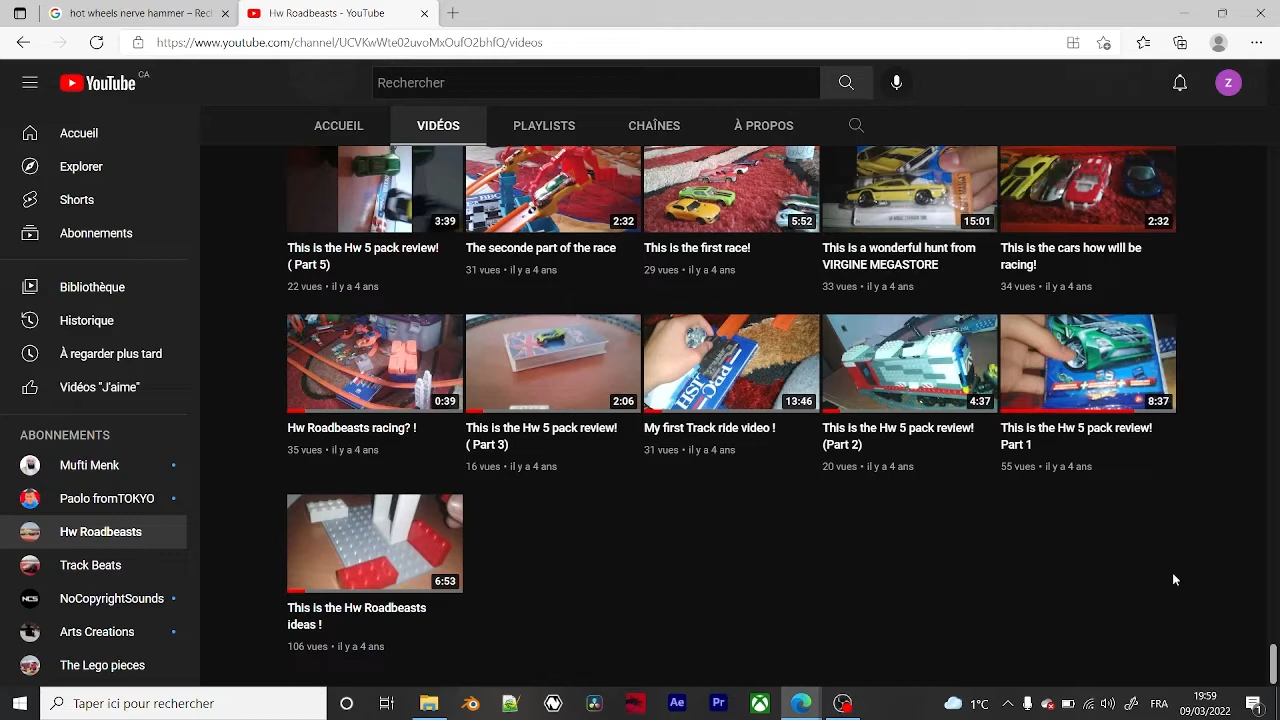 hot wheels nerv hammer – Recl
Hw Roadbeasts - YouTube
https://www.youtube.com/channel/UCVKwWte02uvoMxOufO2bhfQ/videos
YouTube CA
Rechercher
Z
ACCUEIL VIDÉOS PLAYLISTS CHAÎNES À PROPOS
Accueil
Explorer
Shorts
Abonnements
Bibliothèque
Historique
À regarder plus tard
Vidéos "J'aime"
ABONNEMENTS
Mufti Menk
Paolo fromTOKYO
Hw Roadbeasts
Track Beats
NoCopyrightSounds
NCS
Arts Creations
The Lego pieces
3:39 2:32 5:52 15:01 2:32
This is the Hw 5 pack review!
( Part 5)
22 vues • il y a 4 ans
The seconde part of the race
31 vues • il y a 4 ans
This is the first race!
29 vues • il y a 4 ans
This is a wonderful hunt from
VIRGINE MEGASTORE
33 vues • il y a 4 ans
This is the cars how will be
racing!
34 vues • il y a 4 ans
0:39 2:06 13:46 4:37 8:37
Hw Roadbeasts racing? !
35 vues • il y a 4 ans
This is the Hw 5 pack review!
( Part 3)
16 vues • il y a 4 ans
My first Track ride video !
31 vues • il y a 4 ans
This is the Hw 5 pack review!
(Part 2)
20 vues • il y a 4 ans
This is the Hw 5 pack review!
Part 1
55 vues • il y a 4 ans
6:53
This is the Hw Roadbeasts
ideas !
106 vues • il y a 4 ans
Taper ici pour rechercher
Ae
Pr
1°C
FRA
19:59
09/03/2022
1